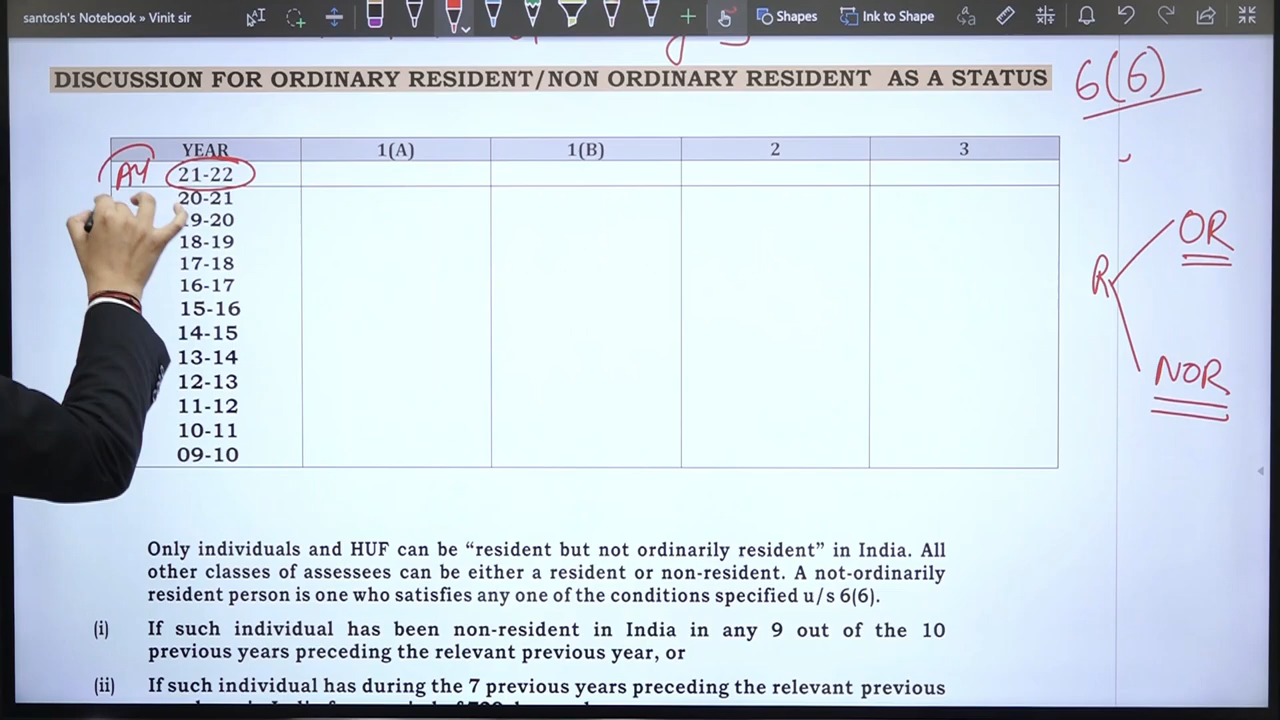 santosh's Notebook » Vinit sir
Shapes
Ink to Shape
DISCUSSION FOR ORDINARY RESIDENT/NON ORDINARY RESIDENT AS A STATUS
6(6)
YEAR 1(A) 1(B) 2 3
AY 21-22
20-21
19-20
18-19
17-18
16-17
15-16
14-15
13-14
12-13
11-12
10-11
09-10
OR
R
NOR
Only individuals and HUF can be “resident but not ordinarily resident” in India. All
other classes of assessees can be either a resident or non-resident. A not-ordinarily
resident person is one who satisfies any one of the conditions specified u/s 6(6).
(i) If such individual has been non-resident in India in any 9 out of the 10
previous years preceding the relevant previous year, or
(ii) If such individual has during the 7 previous years preceding the relevant previous